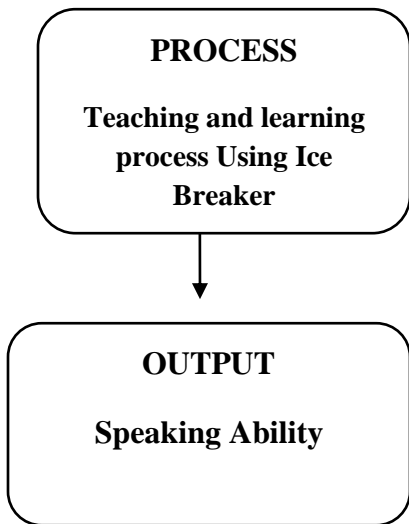 PROCESS
Teaching and learning
process Using Ice
Breaker
OUTPUT
Speaking Ability